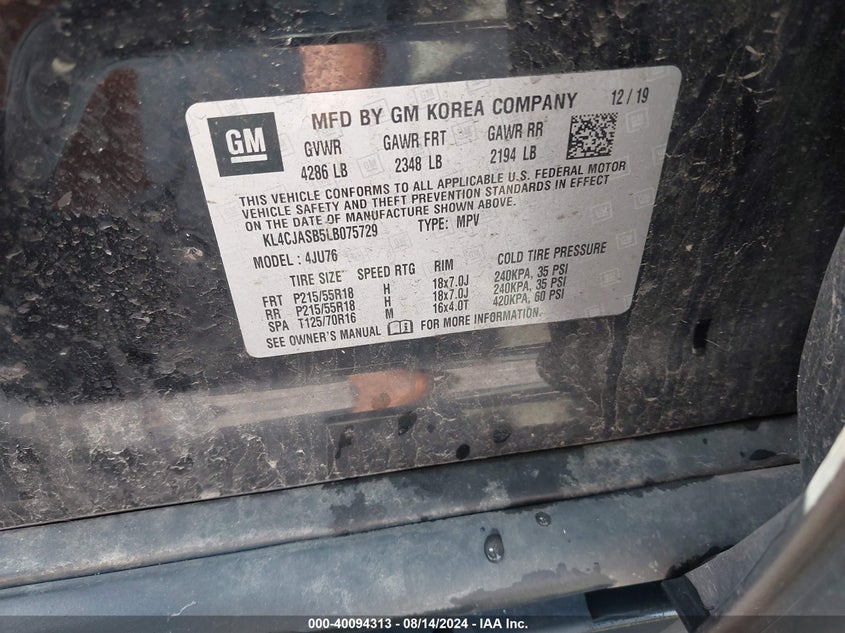 GM
MFD BY GM KOREA COMPANY 12 / 19
GVWR GAWR FRT GAWR RR
4286 LB 2348 LB 2194 LB
THIS VEHICLE CONFORMS TO ALL APPLICABLE U.S. FEDERAL MOTOR
VEHICLE SAFETY AND THEFT PREVENTION STANDARDS IN EFFECT
ON THE DATE OF MANUFACTURE SHOWN ABOVE.
KL4CJASB5LB075729 TYPE: MPV
MODEL : 4JU76
TIRE SIZE SPEED RTG RIM COLD TIRE PRESSURE
FRT P215/55R18 H 18x7.0J 240KPA, 35 PSI
RR P215/55R18 H 18x7.0J 240KPA, 35 PSI
SPA T125/70R16 M 16x4.0T 420KPA, 60 PSI
SEE OWNER'S MANUAL FOR MORE INFORMATION.
000-40094313 - 08/14/2024 - IAA Inc.